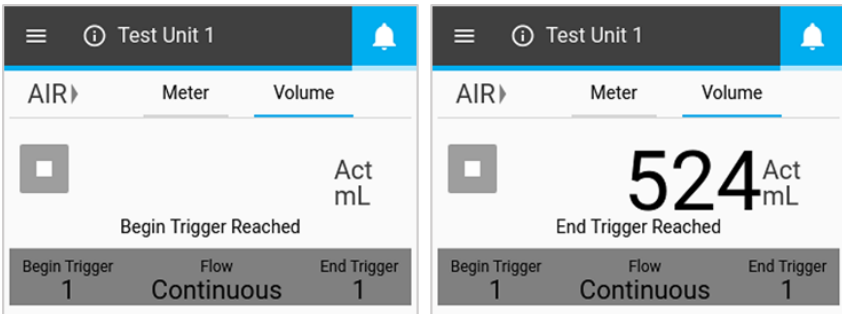 Test Unit 1
AIR Meter Volume
Act
mL
Begin Trigger Reached
Begin Trigger Flow End Trigger
1 Continuous 1
Test Unit 1
AIR Meter Volume
524 Act
mL
End Trigger Reached
Begin Trigger Flow End Trigger
1 Continuous 1